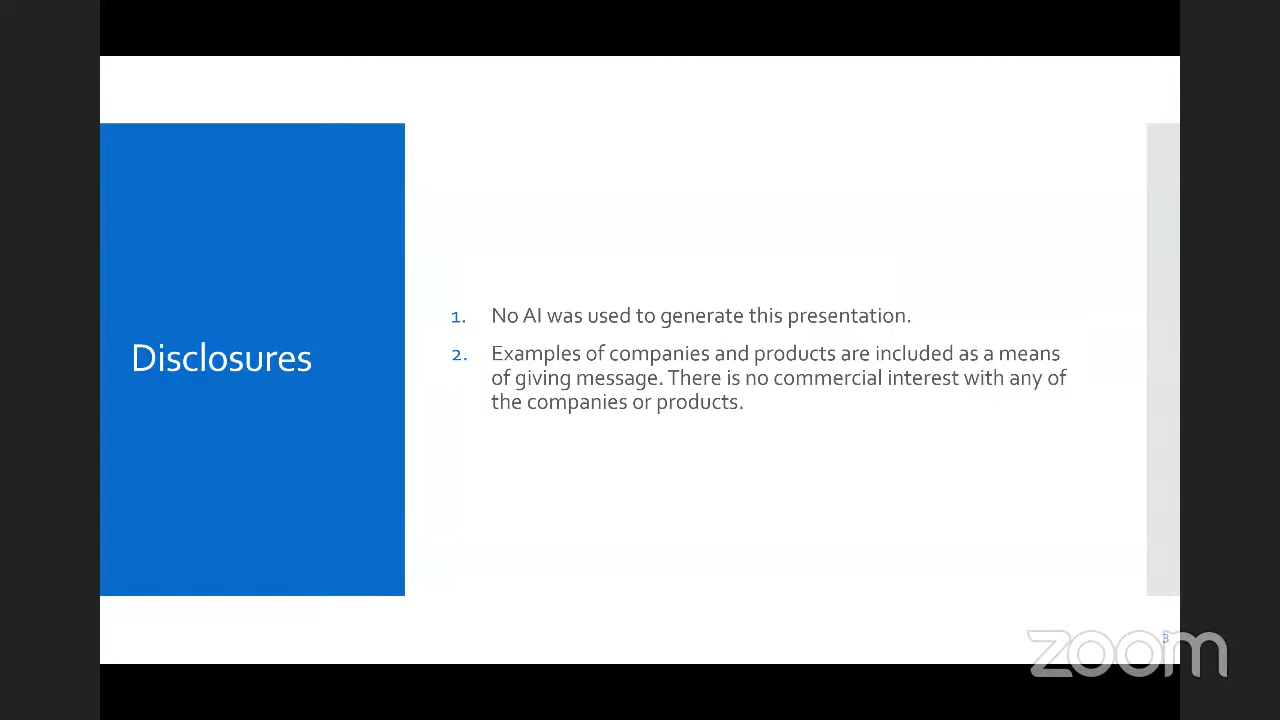 Disclosures
1. No AI was used to generate this presentation.
2. Examples of companies and products are included as a means
of giving message. There is no commercial interest with any of
the companies or products.
3
zoom